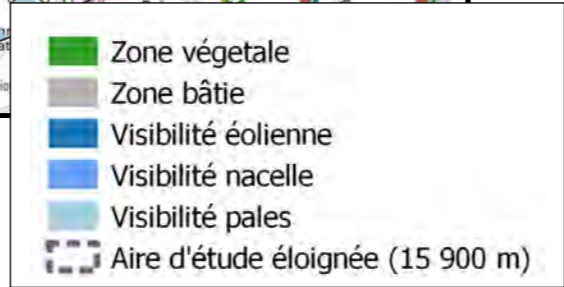 Zone végetale
Zone bâtie
Visibilité éolienne
Visibilité nacelle
Visibilité pales
Aire d'étude éloignée (15 900 m)